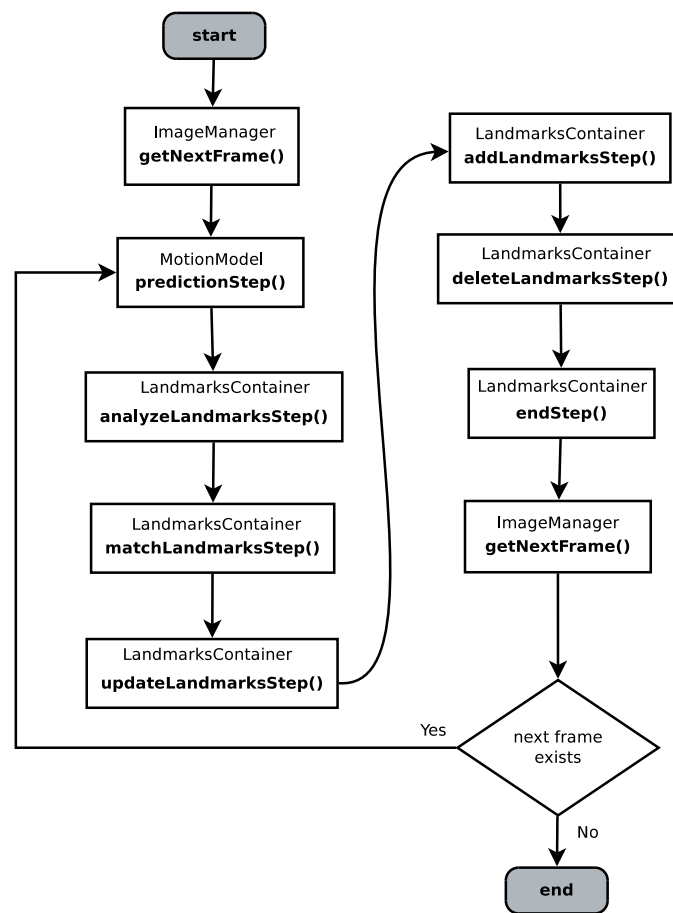 start
ImageManager
getNextFrame()
MotionModel
predictionStep()
LandmarksContainer
analyzeLandmarksStep()
LandmarksContainer
matchLandmarksStep()
LandmarksContainer
updateLandmarksStep()
LandmarksContainer
addLandmarksStep()
LandmarksContainer
deleteLandmarksStep()
LandmarksContainer
endStep()
ImageManager
getNextFrame()
next frame
exists
Yes
No
end